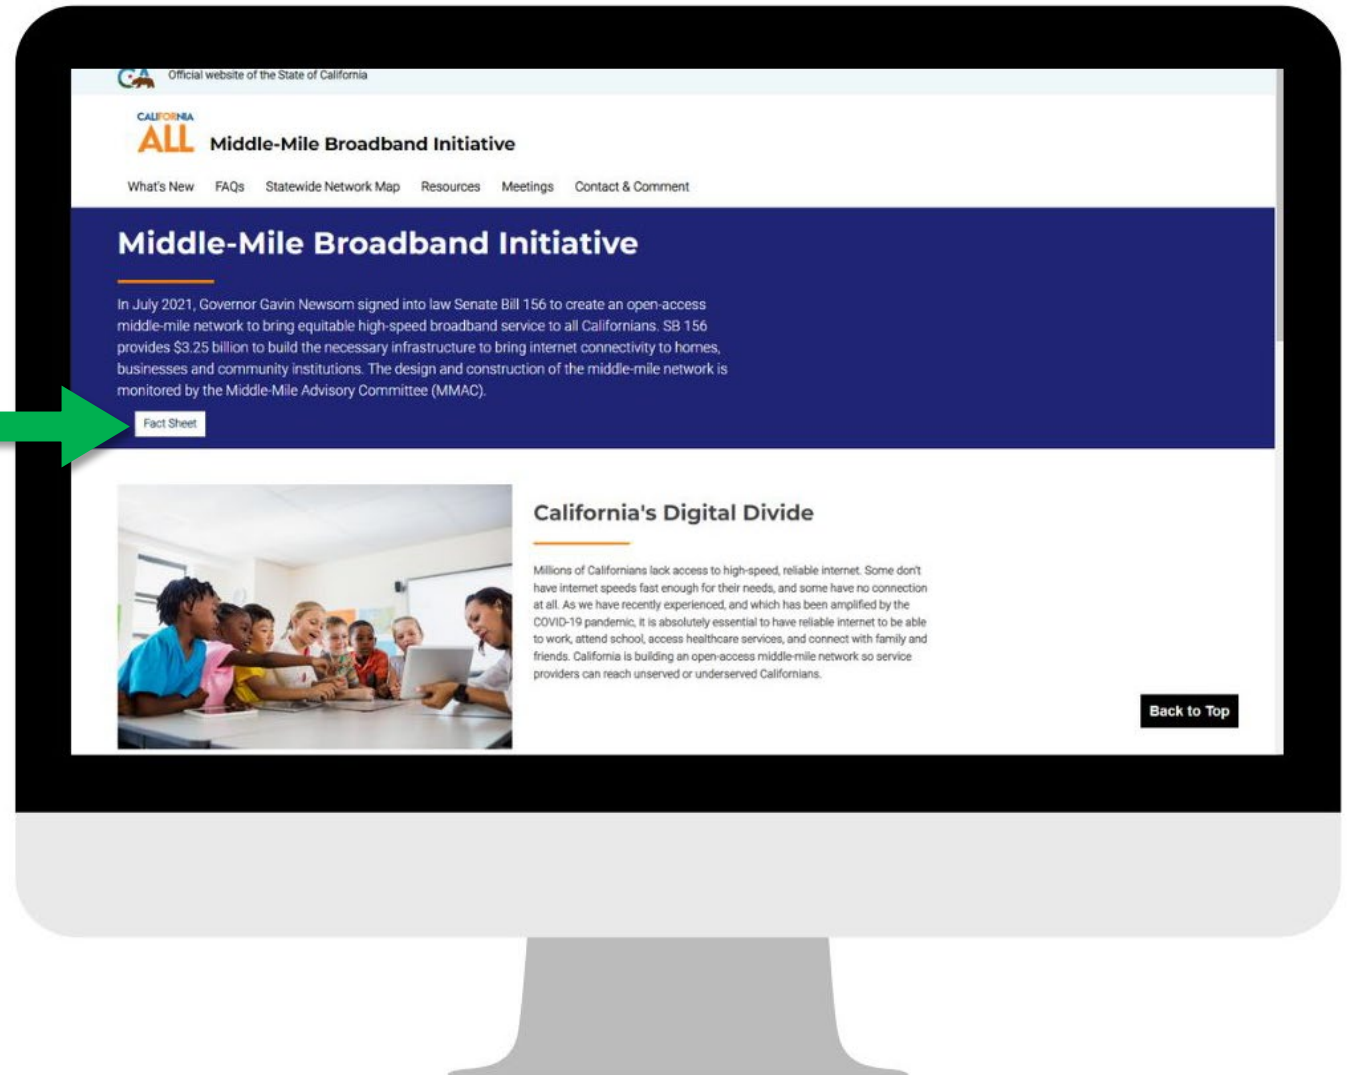 CA Official website of the State of California
CALIFORNIA
ALL
Middle-Mile Broadband Initiative
What's New FAQs Statewide Network Map Resources Meetings Contact & Comment
Middle-Mile Broadband Initiative
In July 2021, Governor Gavin Newsom signed into law Senate Bill 156 to create an open-access
middle-mile network to bring equitable high-speed broadband service to all Californians. SB 156
provides $3.25 billion to build the necessary infrastructure to bring internet connectivity to homes,
businesses and community institutions. The design and construction of the middle-mile network is
monitored by the Middle-Mile Advisory Committee (MMAC).
Fact Sheet
California's Digital Divide
Millions of Californians lack access to high-speed, reliable internet. Some don't
have internet speeds fast enough for their needs, and some have no connection
at all. As we have recently experienced, and which has been amplified by the
COVID-19 pandemic, it is absolutely essential to have reliable internet to be able
to work, attend school, access healthcare services, and connect with family and
friends. California is building an open-access middle-mile network so service
providers can reach unserved or underserved Californians.
Back to Top